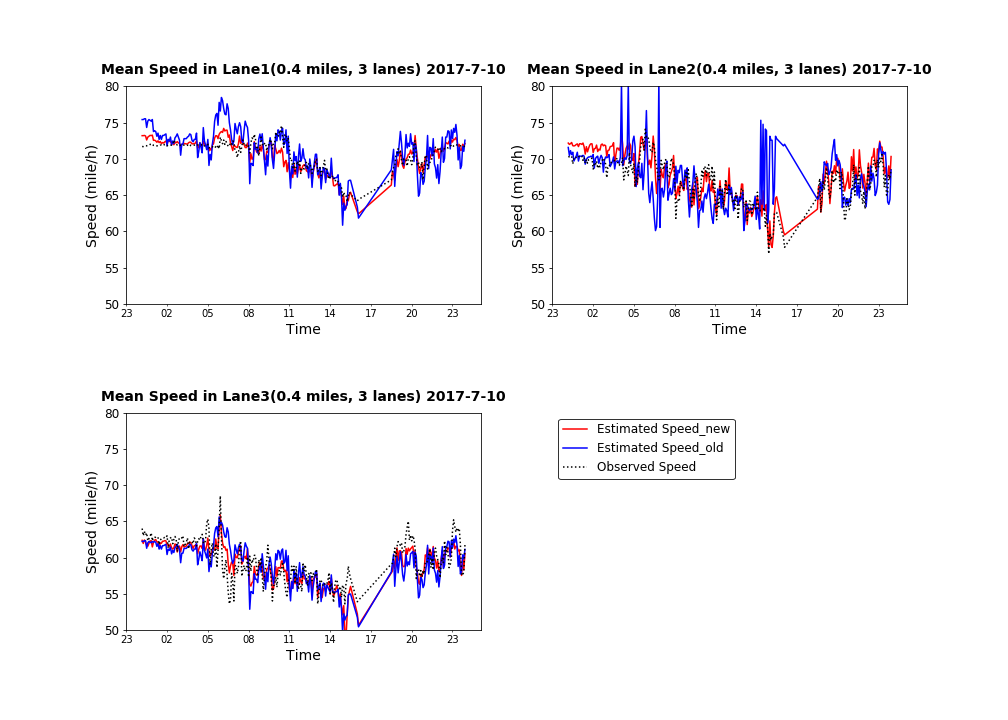 Mean Speed in Lane1(0.4 miles, 3 lanes) 2017-7-10
80
75
70
65
60
55
50
Speed (mile/h)
23 02 05 08 11 14 17 20 23
Time
Mean Speed in Lane2(0.4 miles, 3 lanes) 2017-7-10
80
75
70
65
60
55
50
Speed (mile/h)
23 02 05 08 11 14 17 20 23
Time
Mean Speed in Lane3(0.4 miles, 3 lanes) 2017-7-10
80
75
70
65
60
55
50
Speed (mile/h)
23 02 05 08 11 14 17 20 23
Time
Estimated Speed_new
Estimated Speed_old
Observed Speed